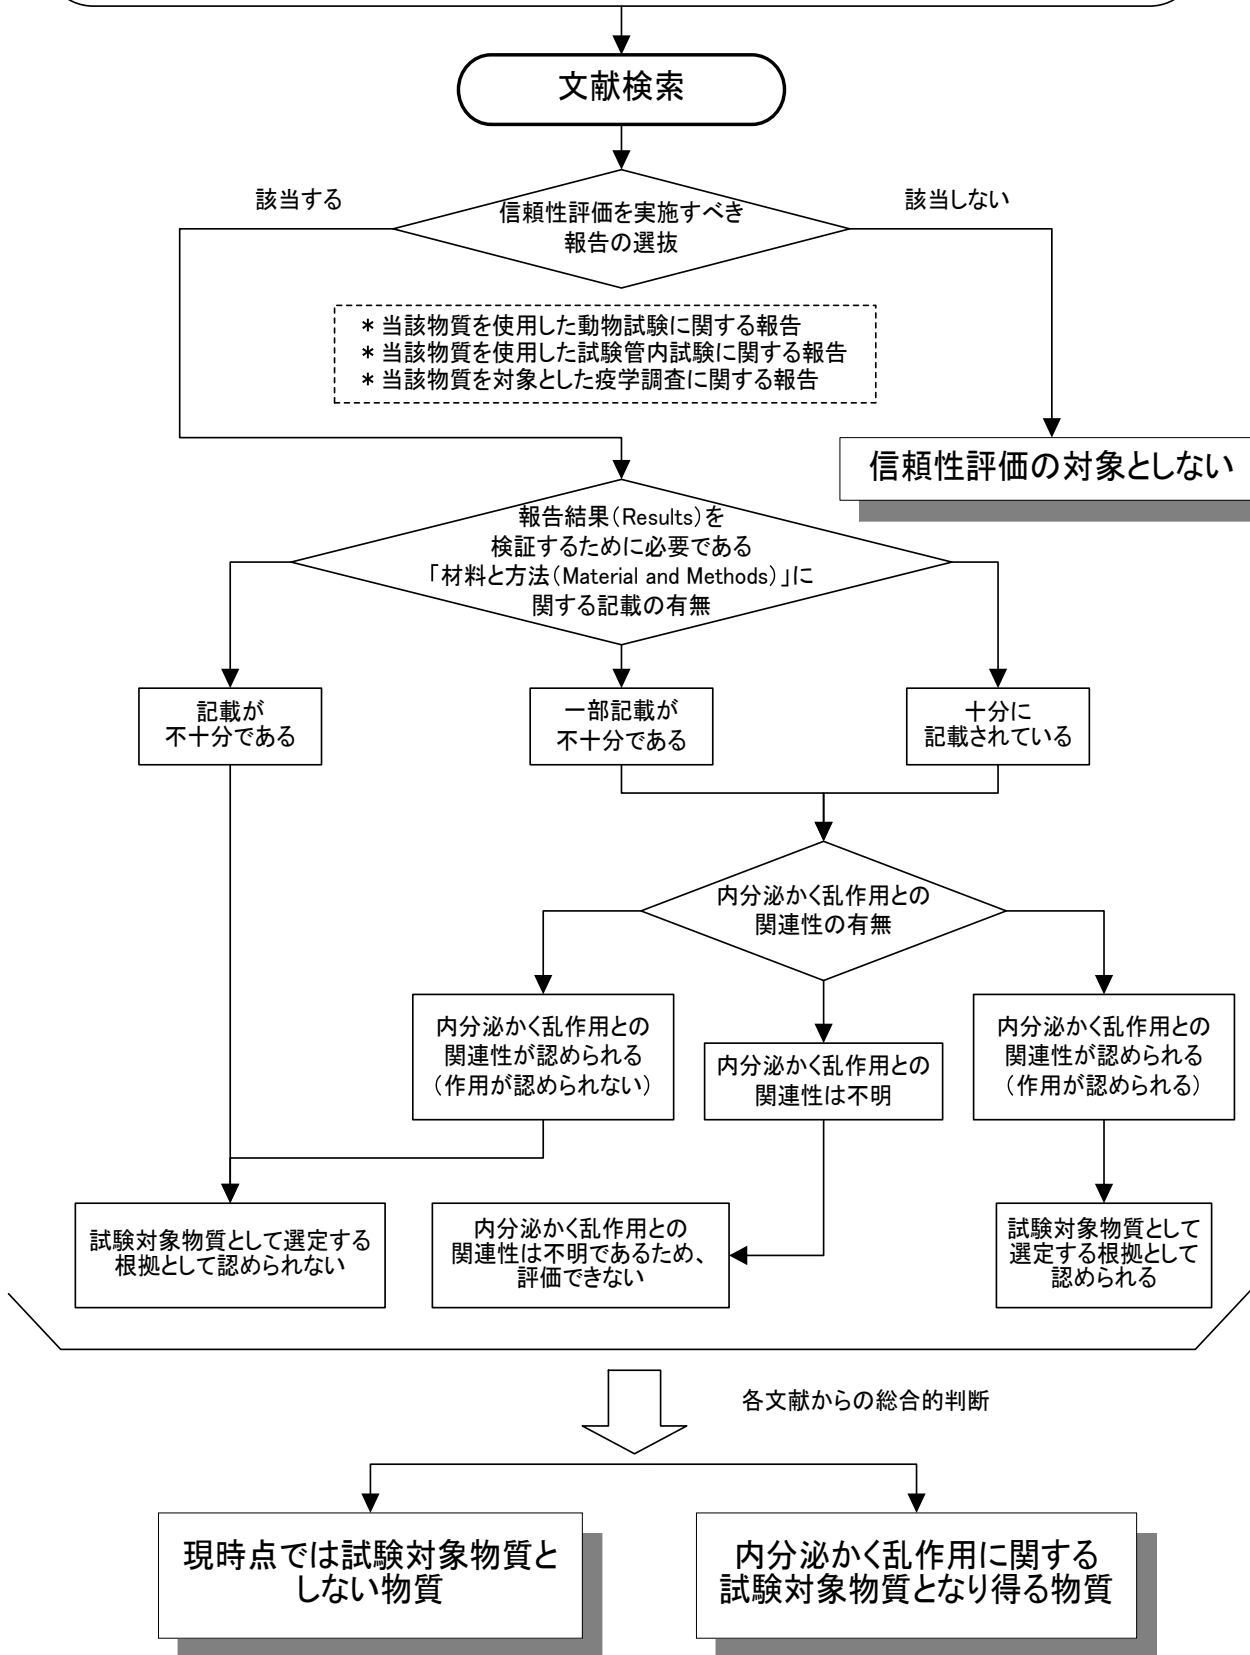 文献検索
該当する
該当しない
信頼性評価を実施すべき
報告の選抜
＊当該物質を使用した動物試験に関する報告
＊当該物質を使用した試験管内試験に関する報告
＊当該物質を対象とした疫学調査に関する報告
信頼性評価の対象としない
報告結果（Results）を
検証するために必要である
「材料と方法（Material and Methods）」に
関する記載の有無
記載が
不十分である
一部記載が
不十分である
十分に
記載されている
内分泌かく乱作用との
関連性の有無
内分泌かく乱作用との
関連性が認められる
（作用が認められない）
内分泌かく乱作用との
関連性は不明
内分泌かく乱作用との
関連性が認められる
（作用が認められる）
試験対象物質として選定する
根拠として認められない
内分泌かく乱作用との
関連性は不明であるため、
評価できない
試験対象物質として
選定する根拠として
認められる
各文献からの総合的判断
現時点では試験対象物質と
しない物質
内分泌かく乱作用に関する
試験対象物質となり得る物質